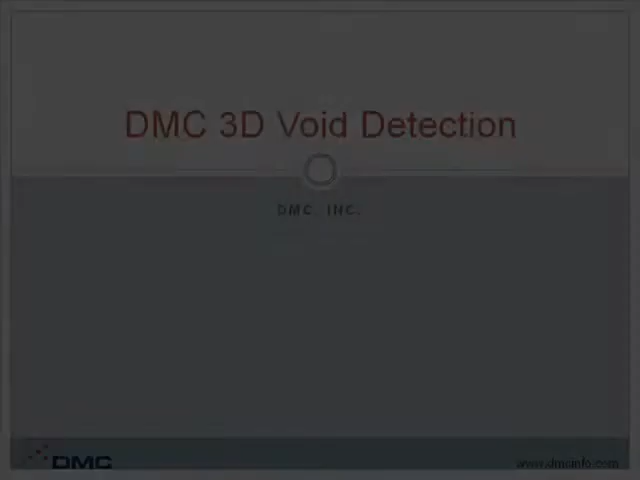 DMC 3D Void Detection
DMC, INC.
DMC
www.dmcinfo.com